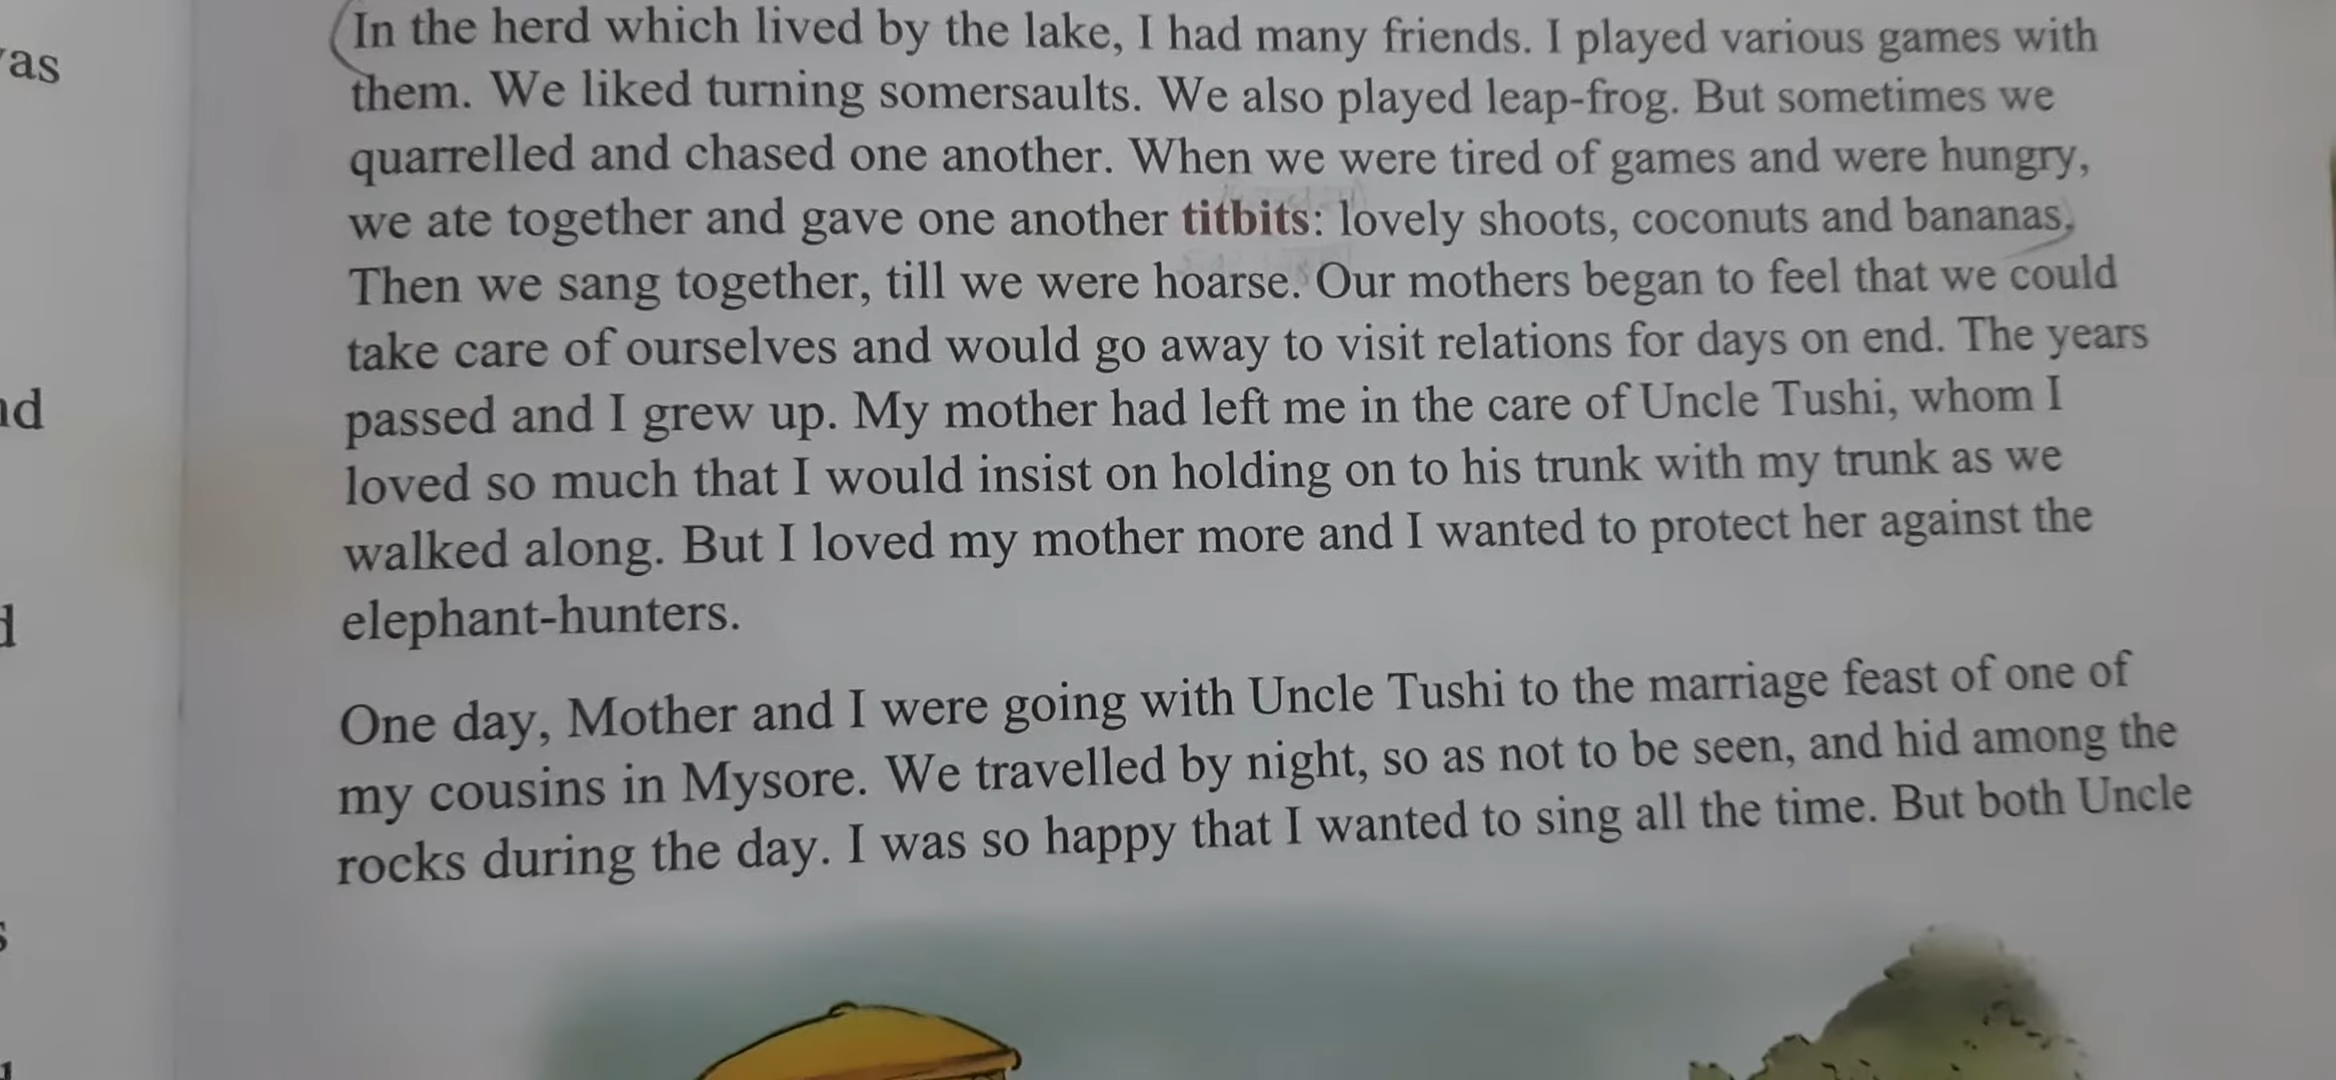 In the herd which lived by the lake, I had many friends. I played various games with
them. We liked turning somersaults. We also played leap-frog. But sometimes we
quarrelled and chased one another. When we were tired of games and were hungry,
we ate together and gave one another titbits: lovely shoots, coconuts and bananas.
Then we sang together, till we were hoarse. Our mothers began to feel that we could
take care of ourselves and would go away to visit relations for days on end. The years
passed and I grew up. My mother had left me in the care of Uncle Tushi, whom I
loved so much that I would insist on holding on to his trunk with my trunk as we
walked along. But I loved my mother more and I wanted to protect her against the
elephant-hunters.
One day, Mother and I were going with Uncle Tushi to the marriage feast of one of
my cousins in Mysore. We travelled by night, so as not to be seen, and hid among the
rocks during the day. I was so happy that I wanted to sing all the time. But both Uncle